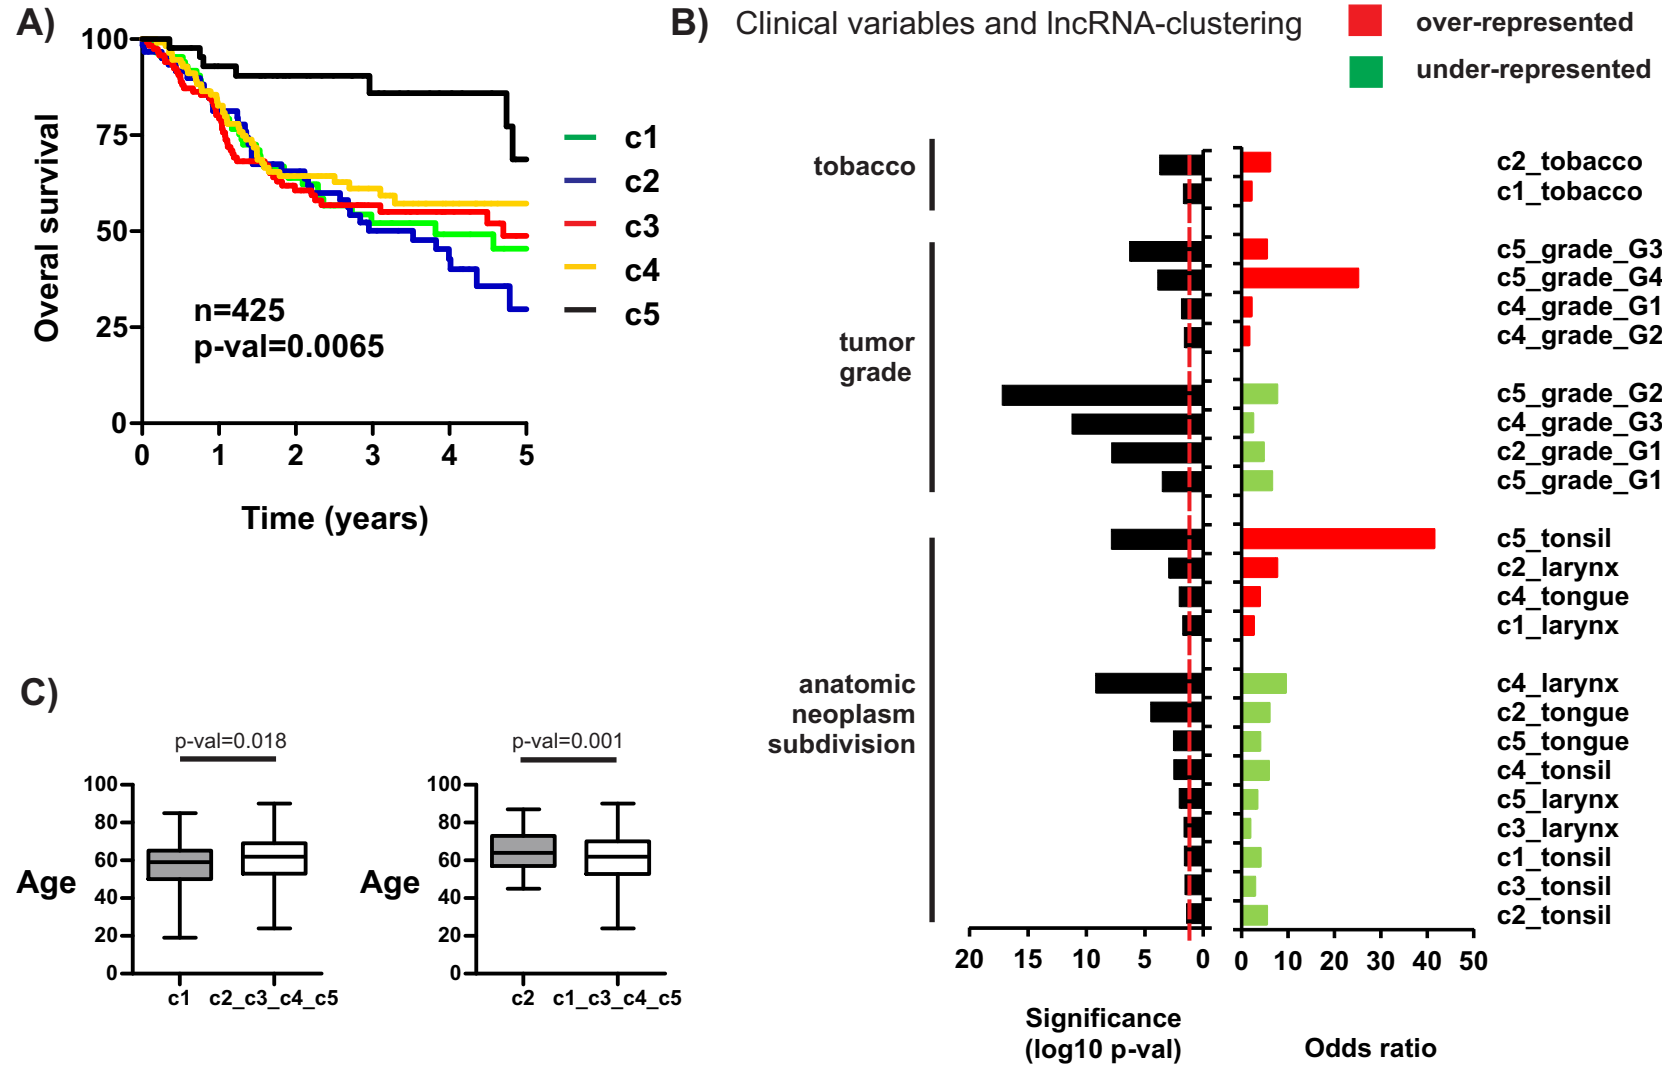 A)
100
75
50
25
0
Overal survival
0 1 2 3 4 5
Time (years)
n=425
p-val=0.0065
c1
c2
c3
c4
c5
B) Clinical variables and lncRNA-clustering
over-represented
under-represented
tobacco
tumor
grade
anatomic
neoplasm
subdivision
c2_tobacco
c1_tobacco
c5_grade_G3
c5_grade_G4
c4_grade_G1
c4_grade_G2
c5_grade_G2
c4_grade_G3
c2_grade_G1
c5_grade_G1
c5_tonsil
c2_larynx
c4_tongue
c1_larynx
c4_larynx
c2_tongue
c5_tongue
c4_tonsil
c5_larynx
c3_larynx
c1_tonsil
c3_tonsil
c2_tonsil
20 15 10 5 0
0 10 20 30 40 50
Significance
(log10 p-val)
Odds ratio
C)
p-val=0.018
100
80
60
40
20
0
Age
c1 c2_c3_c4_c5
p-val=0.001
100
80
60
40
20
0
Age
c2 c1_c3_c4_c5